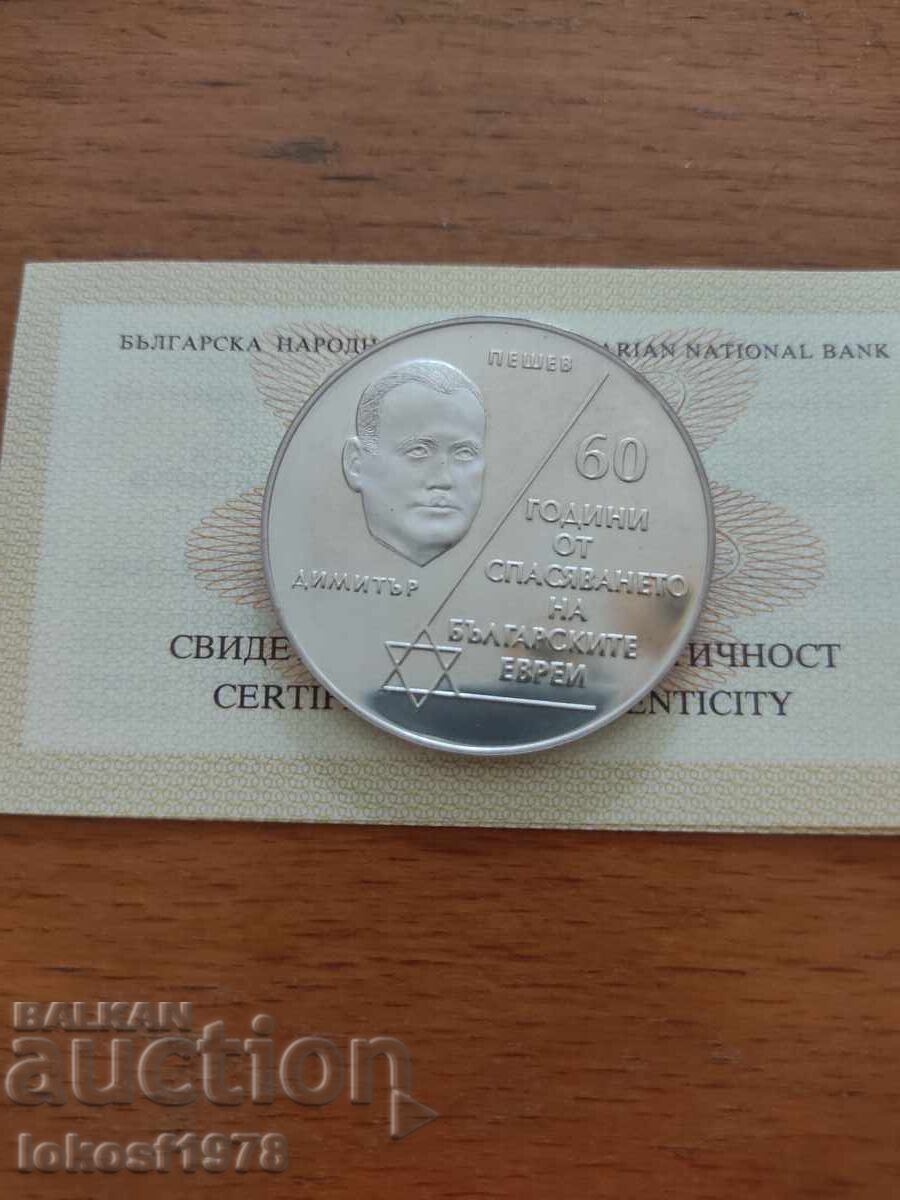 БЪЛГАРСКА НАРОДН
ARIAN NATIONAL BANK
ПЕШЕВ
60
ГОДИНИ
ОТ
СПАСЯВАНЕТО
НА
БЪЛГАРСКИТЕ
ЕВРЕИ
ДИМИТЪР
СВИДЕ
ТИЧНОСТ
CERTIF
ENTICITY
BALKAN
auction
lokosf1978